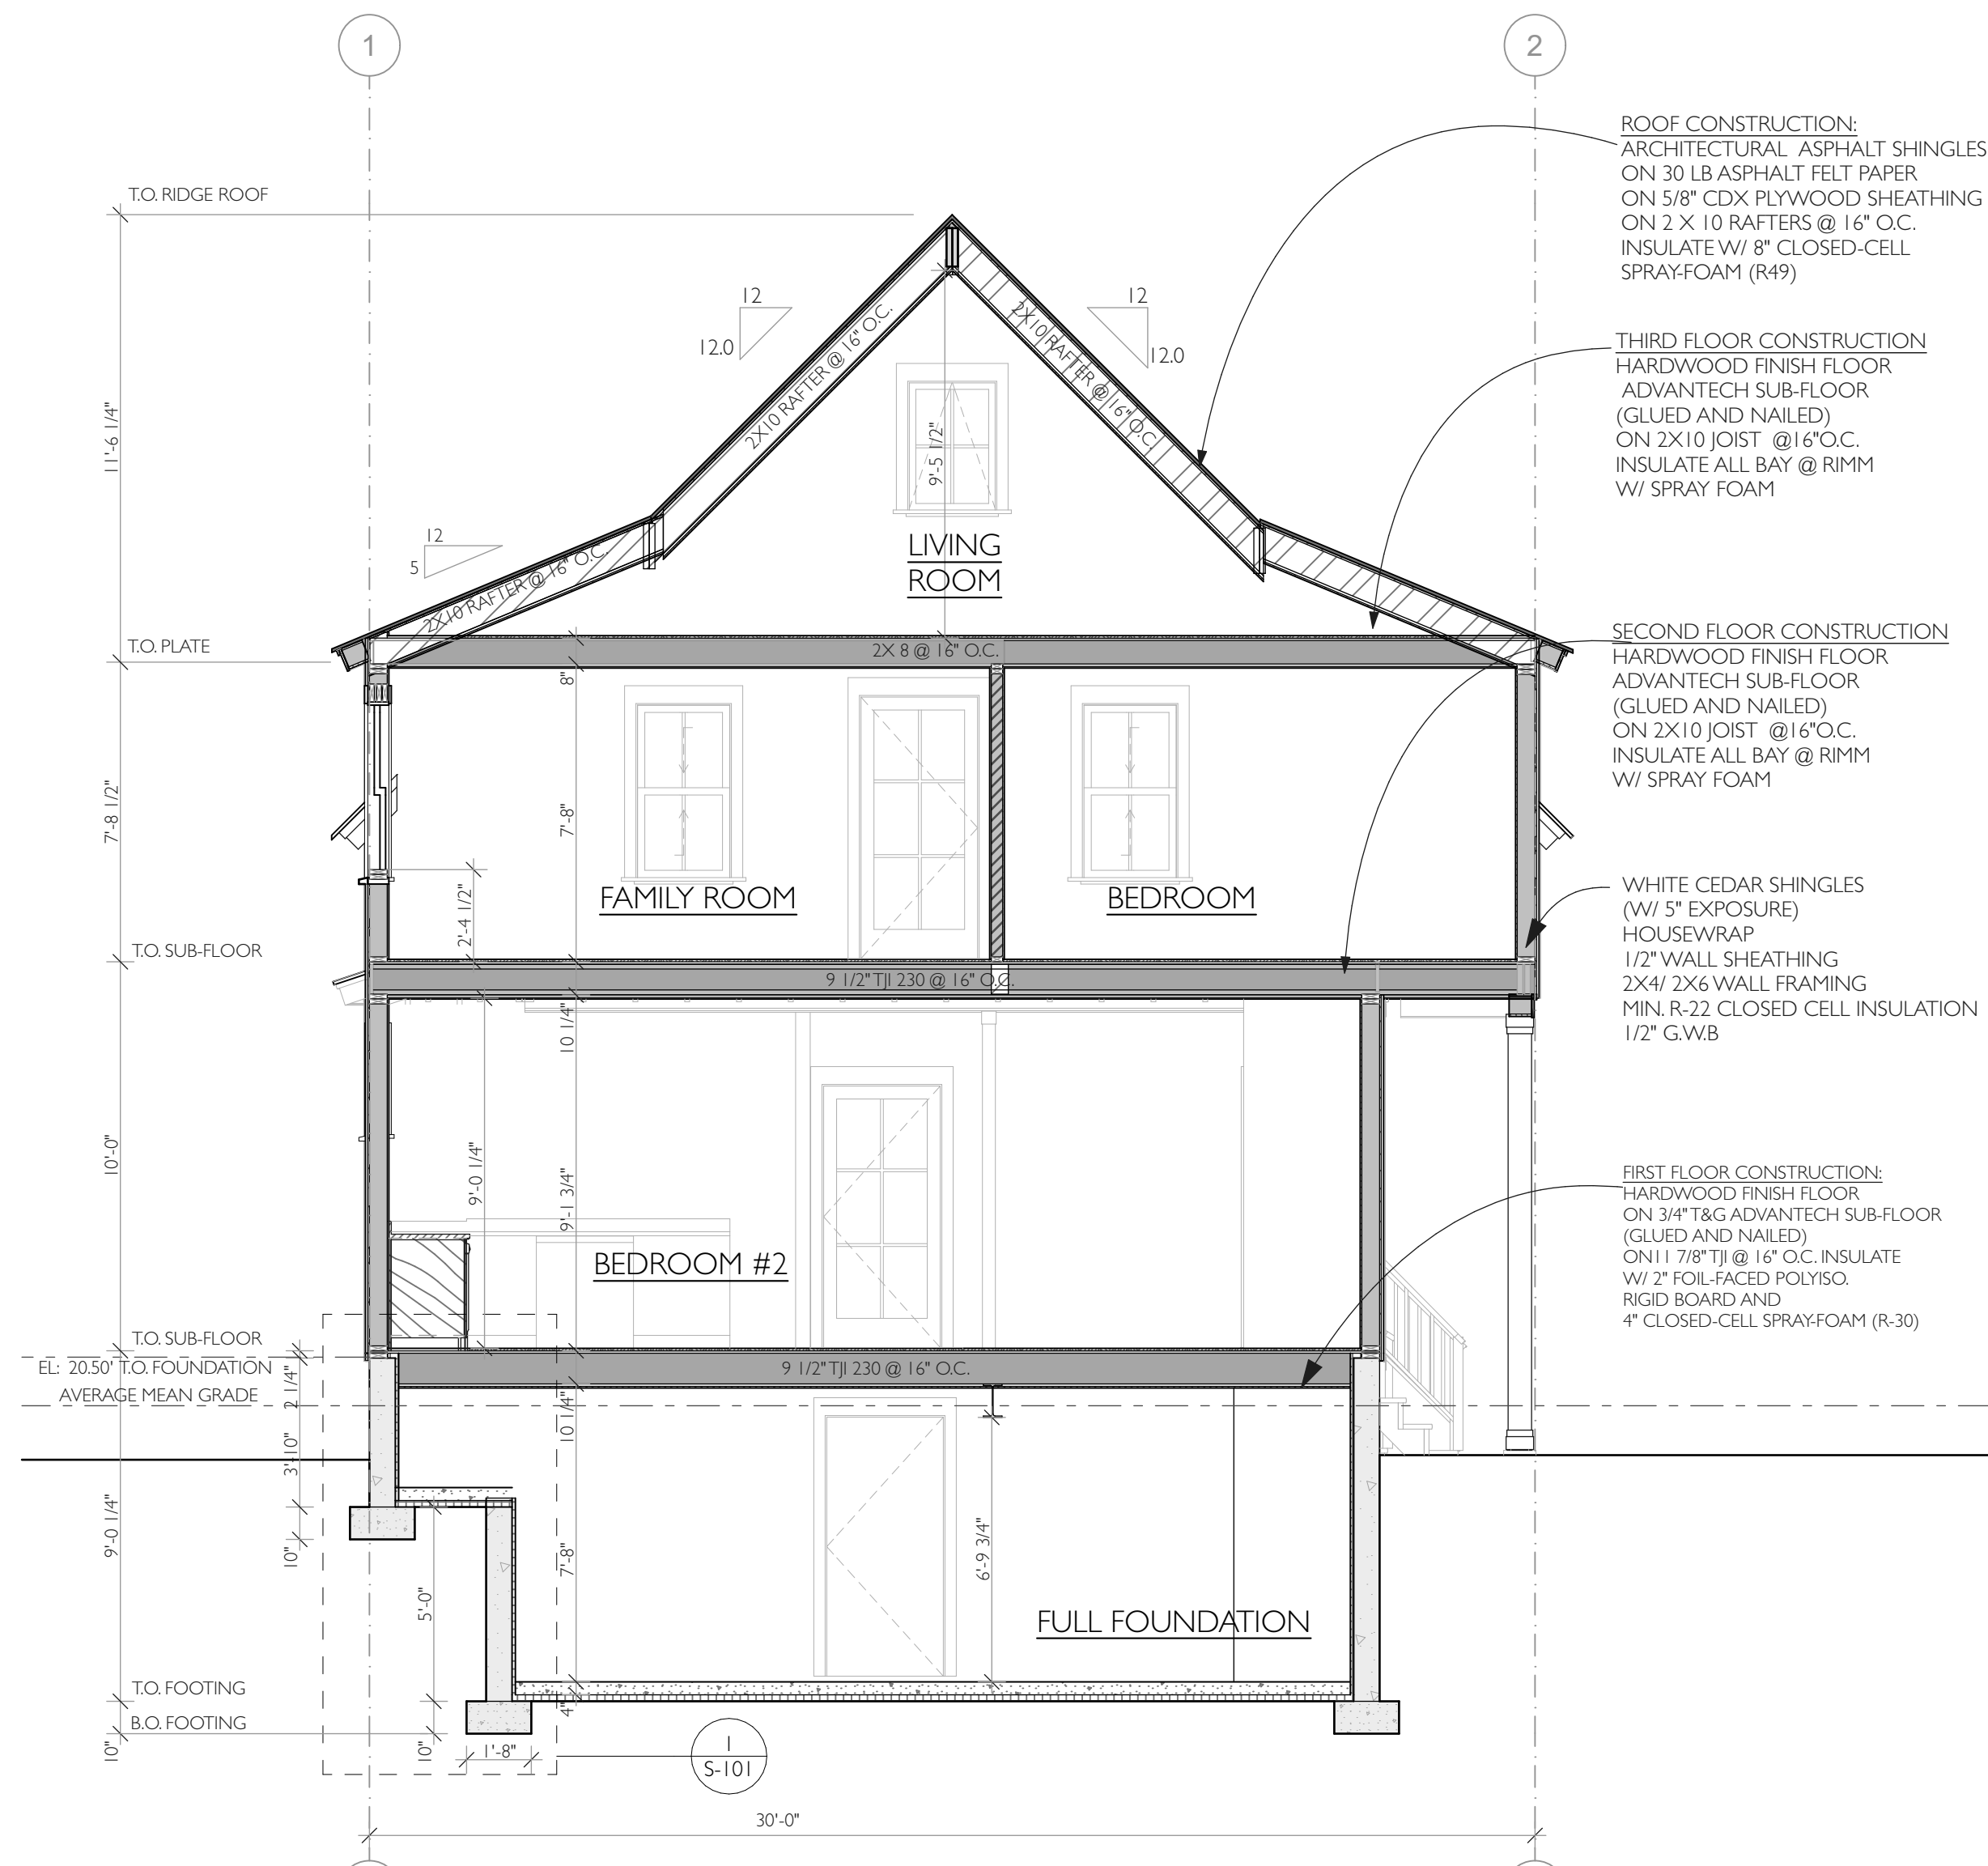 1
2
ROOF CONSTRUCTION:
ARCHITECTURAL ASPHALT SHINGLES
ON 30 LB ASPHALT FELT PAPER
ON 5/8" CDX PLYWOOD SHEATHING
ON 2 X 10 RAFTERS @ 16" O.C.
INSULATE W/ 8" CLOSED-CELL
SPRAY-FOAM (R49)
T.O. RIDGE ROOF
12
12.0
12
12.0
2X10 RAFTER @ 16" O.C.
2X10 RAFTER @ 16" O.C.
THIRD FLOOR CONSTRUCTION
HARDWOOD FINISH FLOOR
ADVANTECH SUB-FLOOR
(GLUED AND NAILED)
ON 2X10 JOIST @16"O.C.
INSULATE ALL BAY @ RIMM
W/ SPRAY FOAM
11'-6 1/4"
9'-5 1/2"
LIVING
ROOM
12
5
2X10 RAFTER @ 16" O.C.
T.O. PLATE
2X 8 @ 16" O.C.
SECOND FLOOR CONSTRUCTION
HARDWOOD FINISH FLOOR
ADVANTECH SUB-FLOOR
(GLUED AND NAILED)
ON 2X10 JOIST @16"O.C.
INSULATE ALL BAY @ RIMM
W/ SPRAY FOAM
8"
7'-8 1/2"
7'-8"
2'-4 1/2"
FAMILY ROOM
BEDROOM
WHITE CEDAR SHINGLES
(W/ 5" EXPOSURE)
HOUSEWRAP
1/2" WALL SHEATHING
2X4/ 2X6 WALL FRAMING
MIN. R-22 CLOSED CELL INSULATION
1/2" G.W.B
T.O. SUB-FLOOR
9 1/2" TJI 230 @ 16" O.C.
10 1/4"
10'-0"
9'-0 1/4"
9'-1 3/4"
BEDROOM #2
FIRST FLOOR CONSTRUCTION:
HARDWOOD FINISH FLOOR
ON 3/4" T&G ADVANTECH SUB-FLOOR
(GLUED AND NAILED)
ON11 7/8" TJI @ 16" O.C. INSULATE
W/ 2" FOIL-FACED POLYISO.
RIGID BOARD AND
4" CLOSED-CELL SPRAY-FOAM (R-30)
T.O. SUB-FLOOR
EL: 20.50' T.O. FOUNDATION
AVERAGE MEAN GRADE
9 1/2" TJI 230 @ 16" O.C.
2 1/4"
10 1/4"
3'-10"
9'-0 1/4"
10"
7'-8"
6'-9 3/4"
5'-0"
FULL FOUNDATION
T.O. FOOTING
B.O. FOOTING
4"
10"
10"
1'-8"
1
S-101
30'-0"